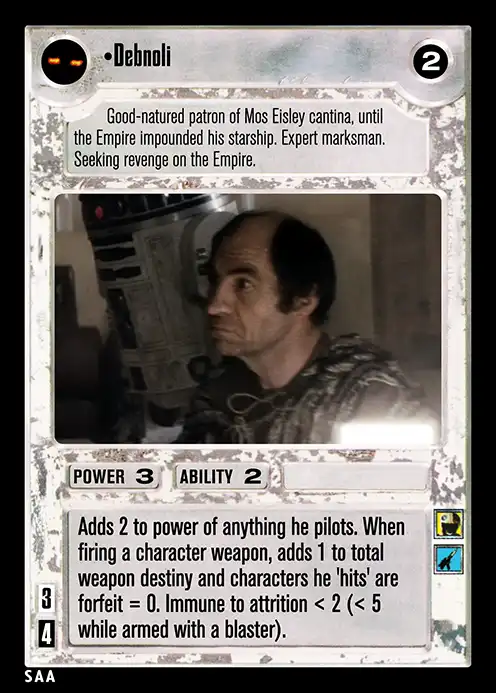 •Debnoli
2
Good-natured patron of Mos Eisley cantina, until
the Empire impounded his starship. Expert marksman.
Seeking revenge on the Empire.
POWER 3 ABILITY 2
Adds 2 to power of anything he pilots. When
firing a character weapon, adds 1 to total
weapon destiny and characters he 'hits' are
forfeit = 0. Immune to attrition < 2 (< 5
while armed with a blaster).
3
4
SAA